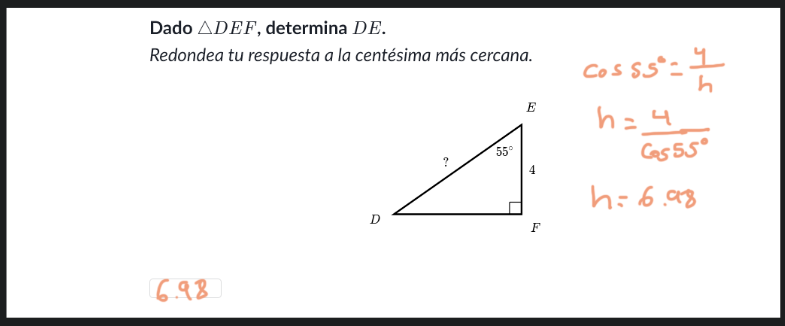 Dado △DEF, determina DE.
Redondea tu respuesta a la centésima más cercana.
cos 55° = 4/h
h = 4/cos 55°
h = 6.98
E
55°
?
4
D
F
6.98